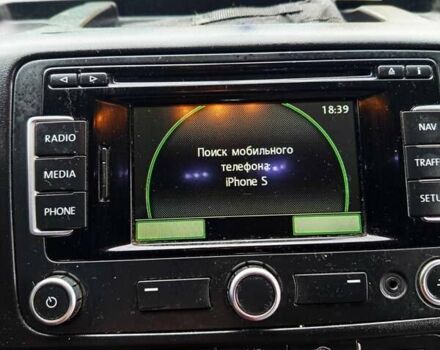 18:39
RADIO
NAV
Поиск мобильного
телефона:
iPhone S
MEDIA
TRAFF
PHONE
SETU